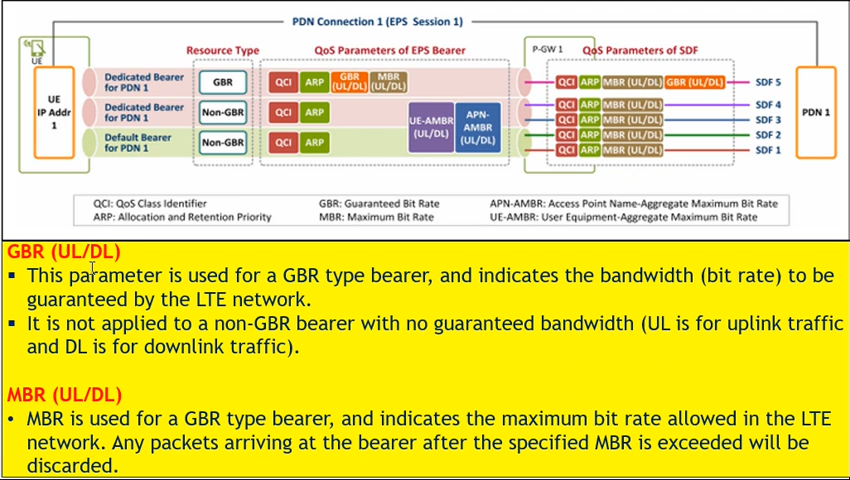 PDN Connection 1 (EPS Session 1)
UE
Resource Type
QoS Parameters of EPS Bearer
P-GW 1
QoS Parameters of SDF
UE
IP Addr
1
Dedicated Bearer
for PDN 1
GBR
QCI
ARP
GBR
(UL/DL)
MBR
(UL/DL)
QCI
ARP
MBR (UL/DL)
GBR (UL/DL)
SDF 5
Dedicated Bearer
for PDN 1
Non-GBR
QCI
ARP
UE-AMBR
(UL/DL)
APN-
AMBR
(UL/DL)
QCI
ARP
MBR (UL/DL)
SDF 4
QCI
ARP
MBR (UL/DL)
SDF 3
Default Bearer
for PDN 1
Non-GBR
QCI
ARP
QCI
ARP
MBR (UL/DL)
SDF 2
QCI
ARP
MBR (UL/DL)
SDF 1
PDN 1
QCI: QoS Class Identifier
GBR: Guaranteed Bit Rate
APN-AMBR: Access Point Name-Aggregate Maximum Bit Rate
ARP: Allocation and Retention Priority
MBR: Maximum Bit Rate
UE-AMBR: User Equipment-Aggregate Maximum Bit Rate
GBR (UL/DL)
▪ This parameter is used for a GBR type bearer, and indicates the bandwidth (bit rate) to be
guaranteed by the LTE network.
▪ It is not applied to a non-GBR bearer with no guaranteed bandwidth (UL is for uplink traffic
and DL is for downlink traffic).
MBR (UL/DL)
• MBR is used for a GBR type bearer, and indicates the maximum bit rate allowed in the LTE
network. Any packets arriving at the bearer after the specified MBR is exceeded will be
discarded.